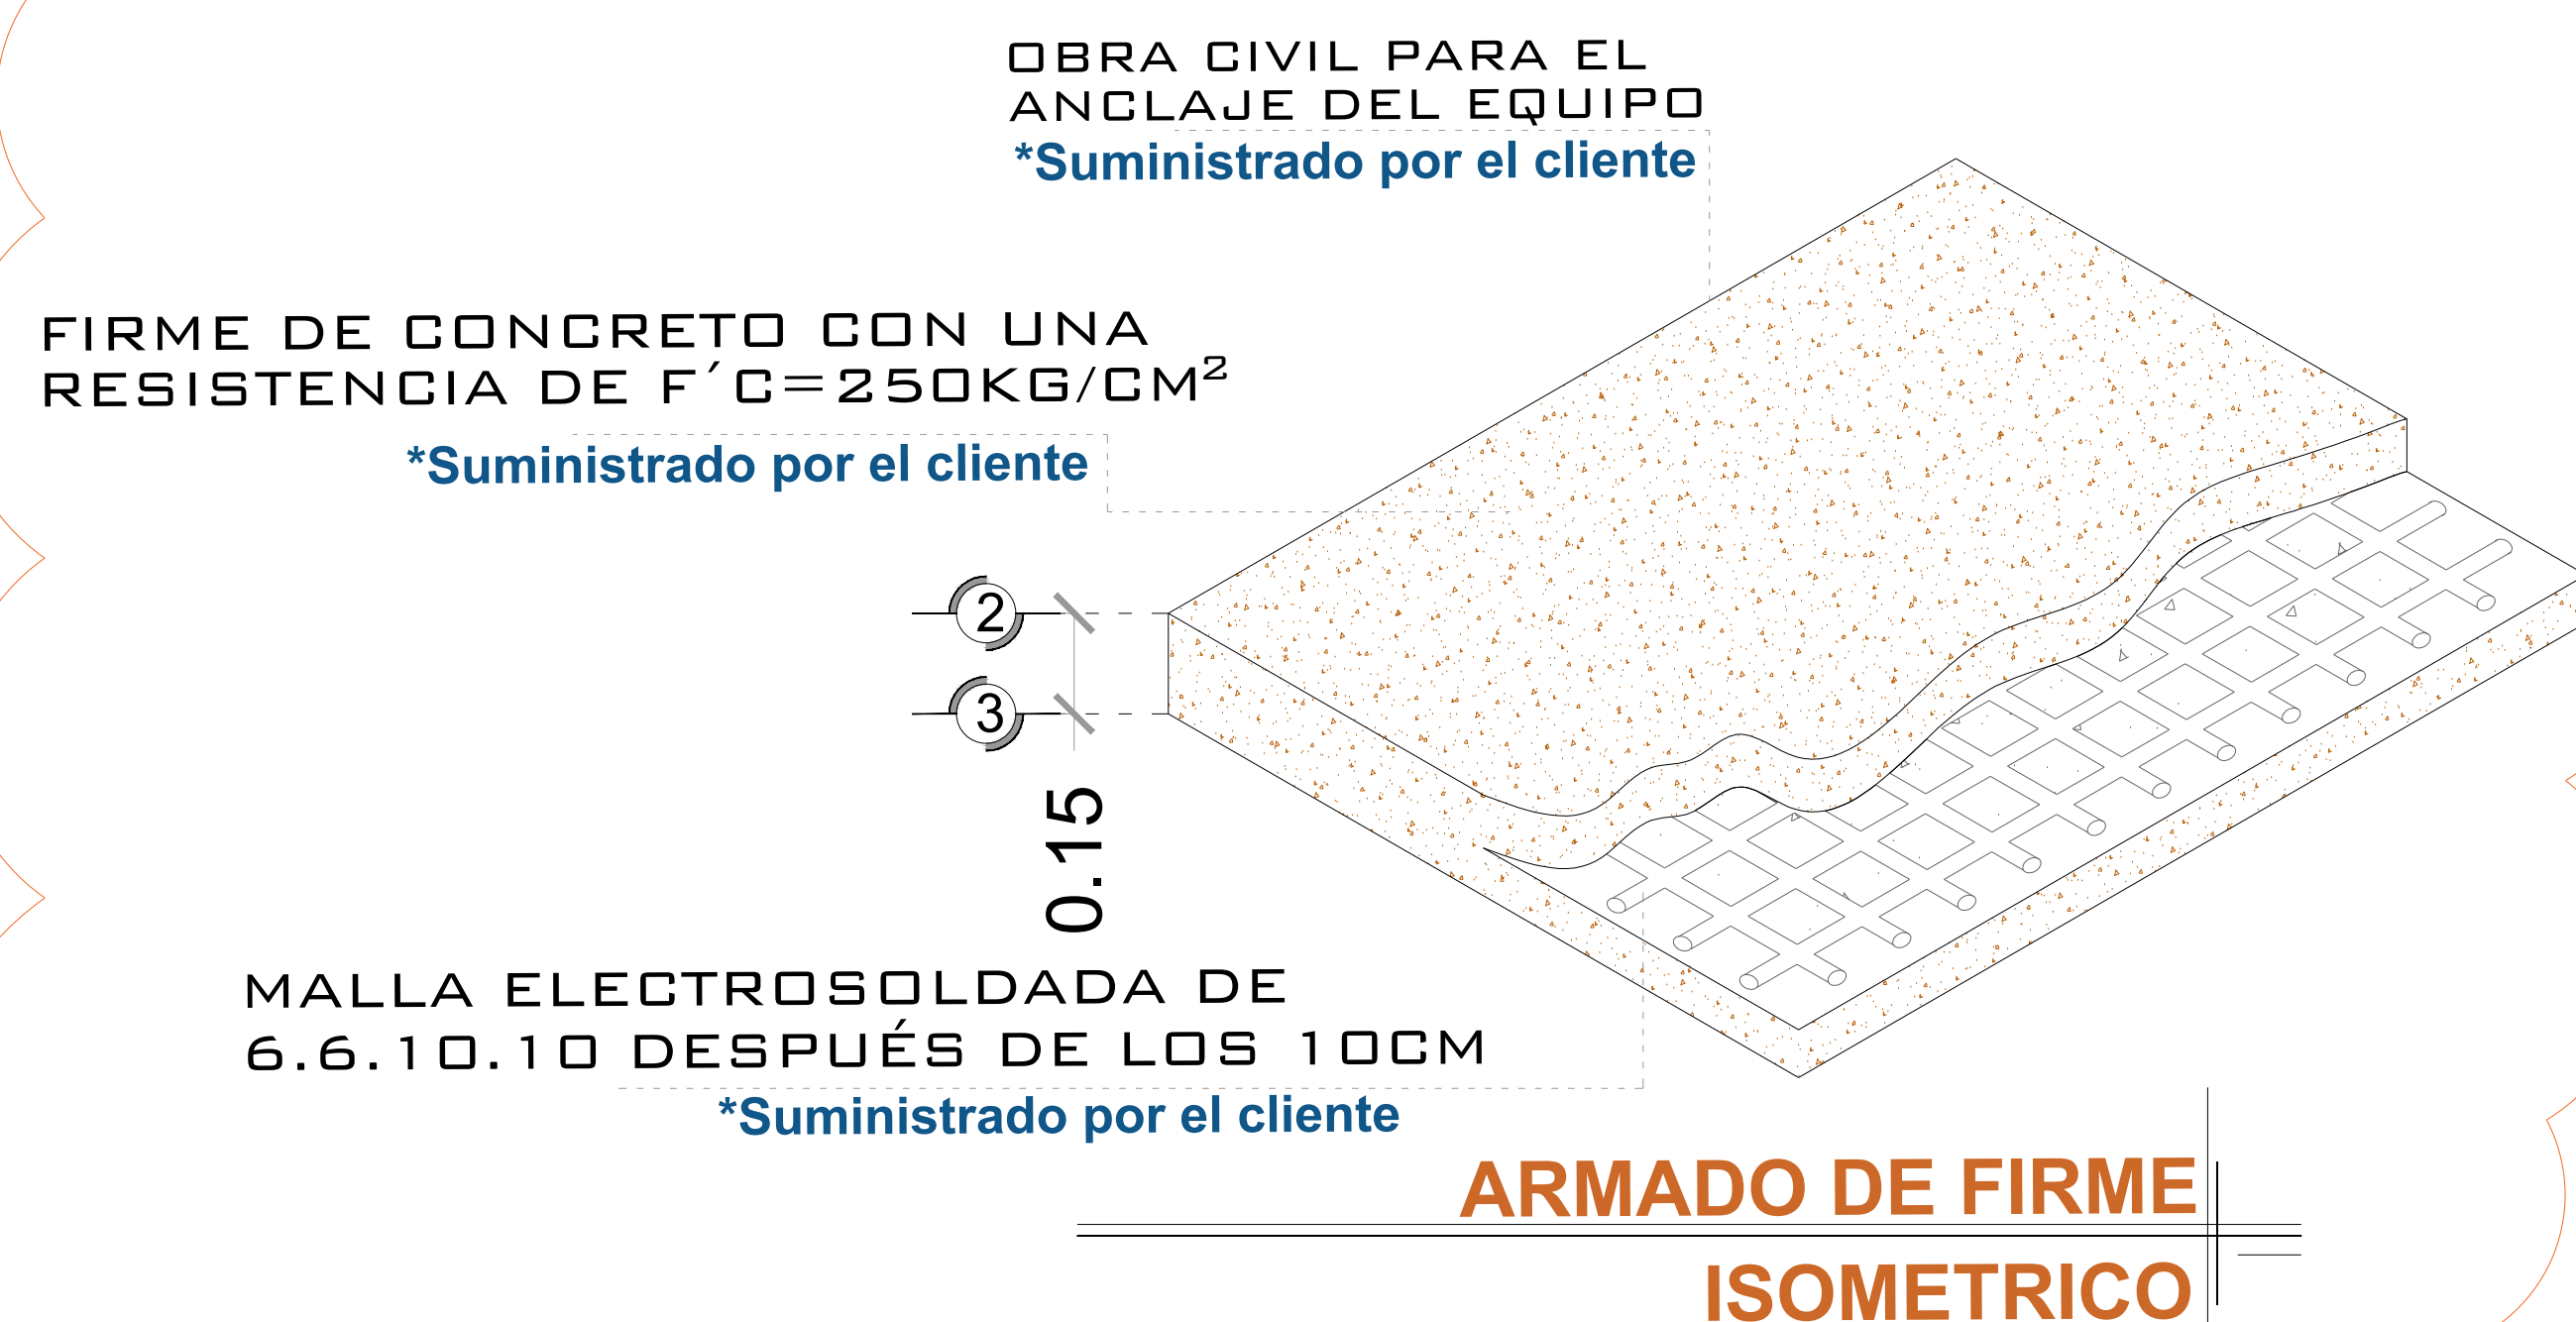 OBRA CIVIL PARA EL
ANCLAJE DEL EQUIPO
*Suministrado por el cliente
FIRME DE CONCRETO CON UNA
RESISTENCIA DE F´C=250KG/CM²
*Suministrado por el cliente
2
3
0.15
MALLA ELECTROSOLDADA DE
6.6.10.10 DESPUÉS DE LOS 10CM
*Suministrado por el cliente
ARMADO DE FIRME
ISOMETRICO